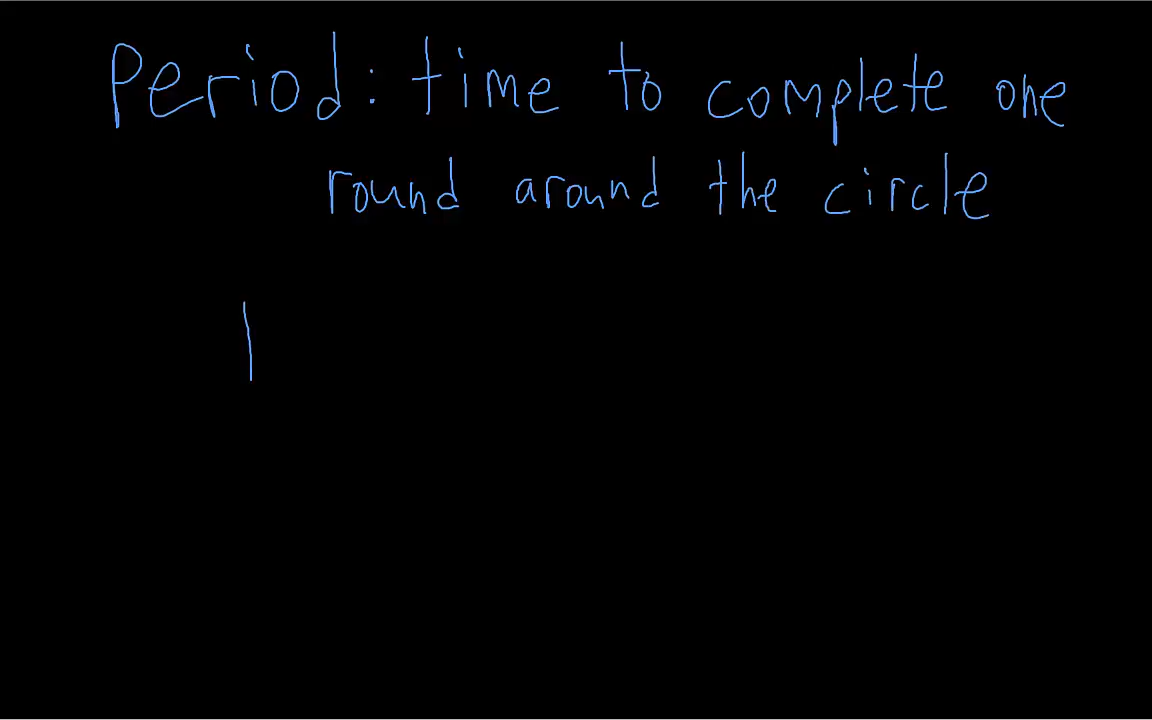 Period: time to complete one
round around the circle